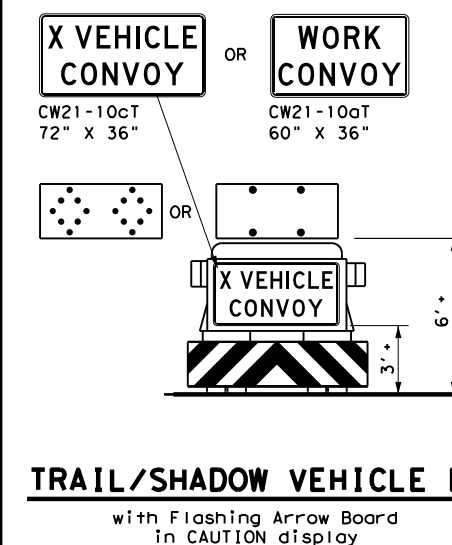 X VEHICLE
CONVOY
OR
WORK
CONVOY
CW21-10cT
72" X 36"
CW21-10aT
60" X 36"
OR
X VEHICLE
CONVOY
6'+
3'+
TRAIL/SHADOW VEHICLE
with Flashing Arrow Board
in CAUTION display